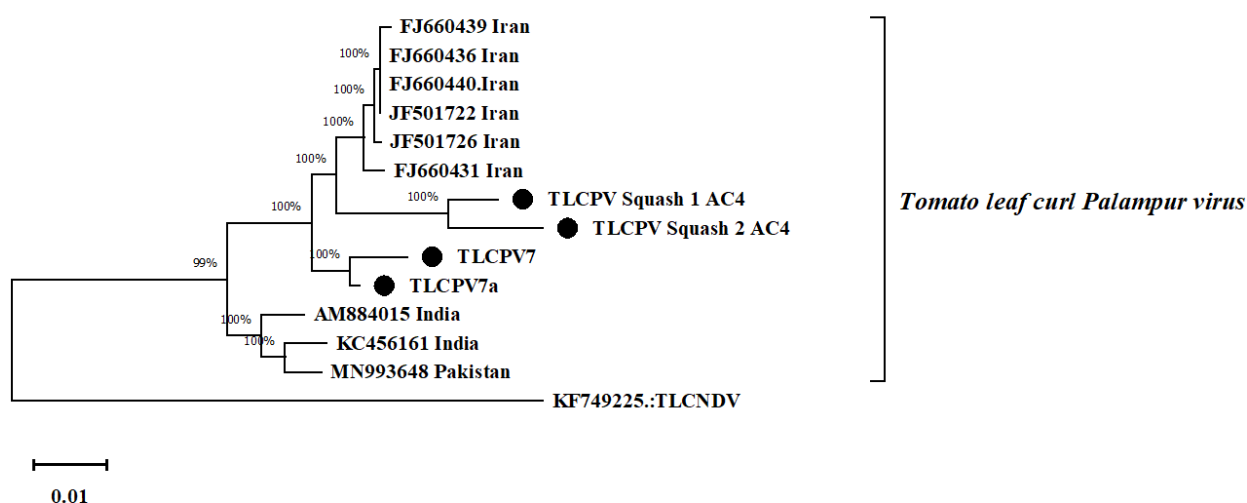 FJ660439 Iran
100%
FJ660436 Iran
100%
FJ660440.Iran
100%
JF501722 Iran
JF501726 Iran
100%
FJ660431 Iran
100%
TLCPV Squash 1 AC4
Tomato leaf curl Palampur virus
100%
TLCPV Squash 2 AC4
100%
TLCPV7
99%
TLCPV7a
AM884015 India
100%
100%
KC456161 India
MN993648 Pakistan
KF749225.:TLCNDV
0.01